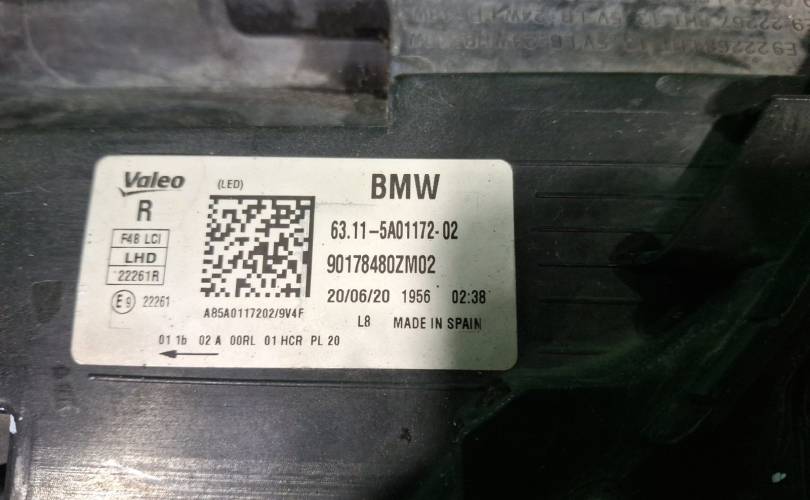 Valeo
(LED)
BMW
R
63.11-5A01172-02
F48 LCI
LHD
22261R
90178480ZM02
E9 22261
20/06/20 1956 02:38
A85A0117202/9V4F
L8 MADE IN SPAIN
01 1b 02 A 00RL 01 HCR PL 20